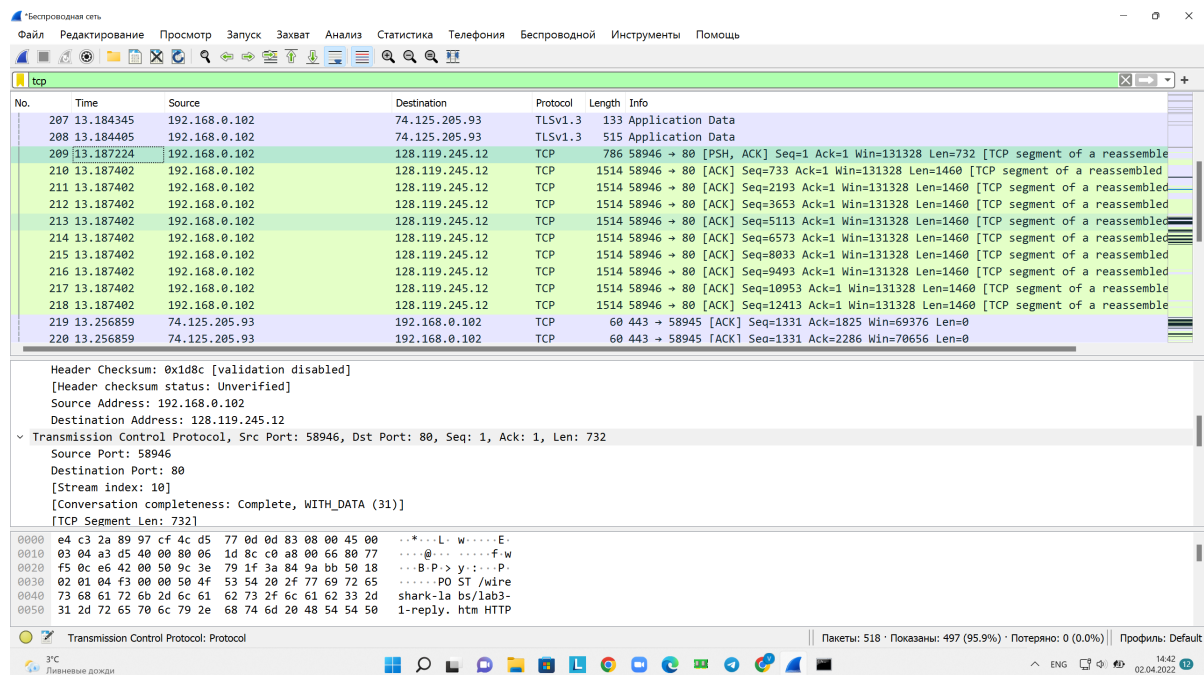 *Беспроводная сеть
Файл Редактирование Просмотр Запуск Захват Анализ Статистика Телефония Беспроводной Инструменты Помощь
tcp
No. Time Source Destination Protocol Length Info
207 13.184345 192.168.0.102 74.125.205.93 TLSv1.3 133 Application Data
208 13.184405 192.168.0.102 74.125.205.93 TLSv1.3 515 Application Data
209 13.187224 192.168.0.102 128.119.245.12 TCP 786 58946 → 80 [PSH, ACK] Seq=1 Ack=1 Win=131328 Len=732 [TCP segment of a reassemble
210 13.187402 192.168.0.102 128.119.245.12 TCP 1514 58946 → 80 [ACK] Seq=733 Ack=1 Win=131328 Len=1460 [TCP segment of a reassembled
211 13.187402 192.168.0.102 128.119.245.12 TCP 1514 58946 → 80 [ACK] Seq=2193 Ack=1 Win=131328 Len=1460 [TCP segment of a reassembled
212 13.187402 192.168.0.102 128.119.245.12 TCP 1514 58946 → 80 [ACK] Seq=3653 Ack=1 Win=131328 Len=1460 [TCP segment of a reassembled
213 13.187402 192.168.0.102 128.119.245.12 TCP 1514 58946 → 80 [ACK] Seq=5113 Ack=1 Win=131328 Len=1460 [TCP segment of a reassembled
214 13.187402 192.168.0.102 128.119.245.12 TCP 1514 58946 → 80 [ACK] Seq=6573 Ack=1 Win=131328 Len=1460 [TCP segment of a reassembled
215 13.187402 192.168.0.102 128.119.245.12 TCP 1514 58946 → 80 [ACK] Seq=8033 Ack=1 Win=131328 Len=1460 [TCP segment of a reassembled
216 13.187402 192.168.0.102 128.119.245.12 TCP 1514 58946 → 80 [ACK] Seq=9493 Ack=1 Win=131328 Len=1460 [TCP segment of a reassembled
217 13.187402 192.168.0.102 128.119.245.12 TCP 1514 58946 → 80 [ACK] Seq=10953 Ack=1 Win=131328 Len=1460 [TCP segment of a reassemble
218 13.187402 192.168.0.102 128.119.245.12 TCP 1514 58946 → 80 [ACK] Seq=12413 Ack=1 Win=131328 Len=1460 [TCP segment of a reassemble
219 13.256859 74.125.205.93 192.168.0.102 TCP 60 443 → 58945 [ACK] Seq=1331 Ack=1825 Win=69376 Len=0
220 13.256859 74.125.205.93 192.168.0.102 TCP 60 443 → 58945 [ACK] Seq=1331 Ack=2286 Win=70656 Len=0
Header Checksum: 0x1d8c [validation disabled]
[Header checksum status: Unverified]
Source Address: 192.168.0.102
Destination Address: 128.119.245.12
Transmission Control Protocol, Src Port: 58946, Dst Port: 80, Seq: 1, Ack: 1, Len: 732
Source Port: 58946
Destination Port: 80
[Stream index: 10]
[Conversation completeness: Complete, WITH_DATA (31)]
[TCP Segment Len: 732]
0000 e4 c3 2a 89 97 cf 4c d5 77 0d 0d 83 08 00 45 00 ··*···L· w·····E·
0010 03 04 a3 d5 40 00 80 06 1d 8c c0 a8 00 66 80 77 ····@··· ·····f·w
0020 f5 0c e6 42 00 50 9c 3e 79 1f 3a 84 9a bb 50 18 ···B·P·> y·:···P·
0030 02 01 04 f3 00 00 50 4f 53 54 20 2f 77 69 72 65 ······PO ST /wire
0040 73 68 61 72 6b 2d 6c 61 62 73 2f 6c 61 62 33 2d shark-la bs/lab3-
0050 31 2d 72 65 70 6c 79 2e 68 74 6d 20 48 54 54 50 1-reply. htm HTTP
Transmission Control Protocol: Protocol Пакеты: 518 · Показаны: 497 (95.9%) · Потеряно: 0 (0.0%) Профиль: Default
3°C
Ливневые дожди
ENG
14:42
02.04.2022
12